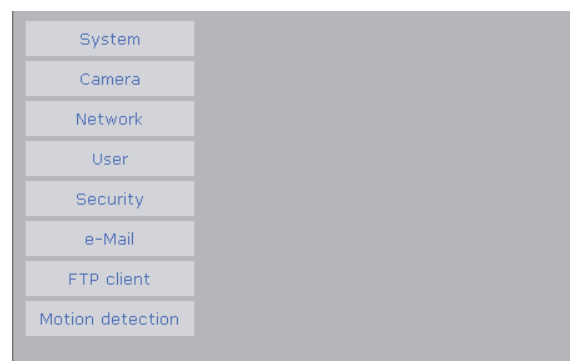 System
Camera
Network
User
Security
e-Mail
FTP client
Motion detection